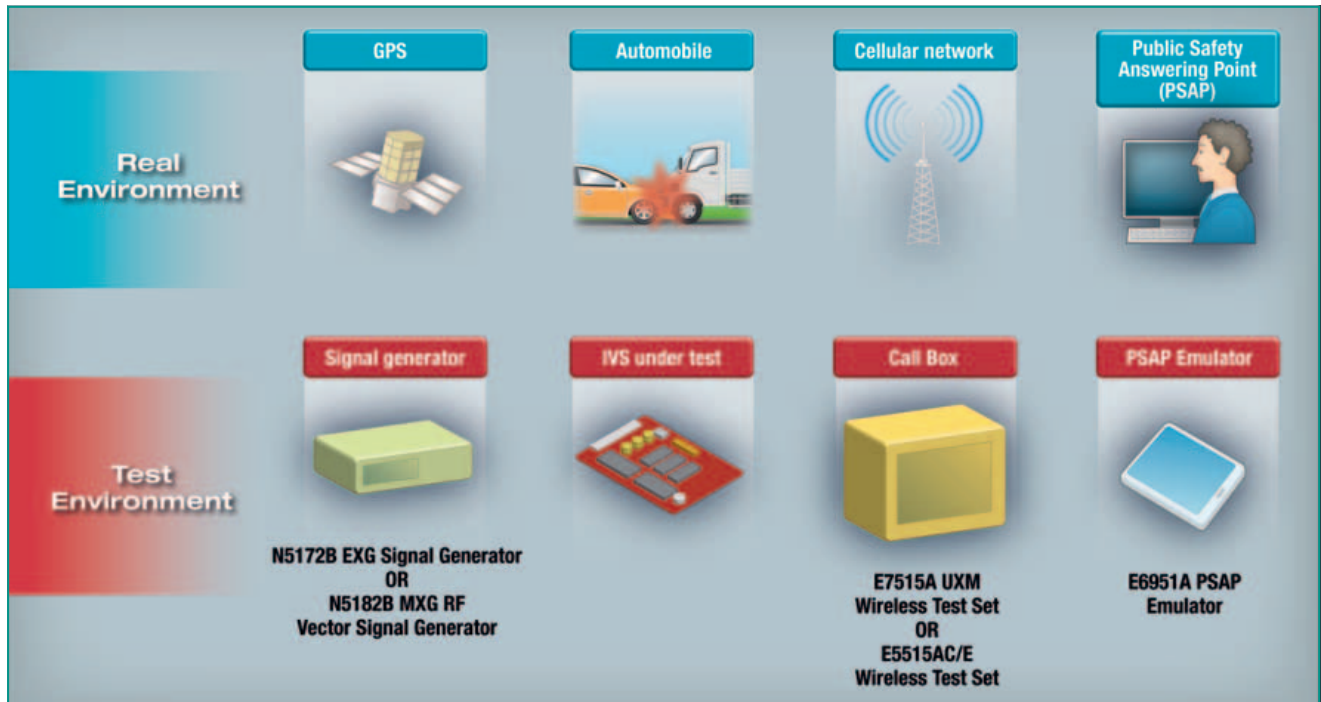 GPS
Automobile
Cellular network
Public Safety
Answering Point
(PSAP)
Real
Environment
Signal generator
IVS under test
Call Box
PSAP Emulator
Test
Environment
N5172B EXG Signal Generator
OR
N5182B MXG RF
Vector Signal Generator
E7515A UXM
Wireless Test Set
OR
E5515AC/E
Wireless Test Set
E6951A PSAP
Emulator